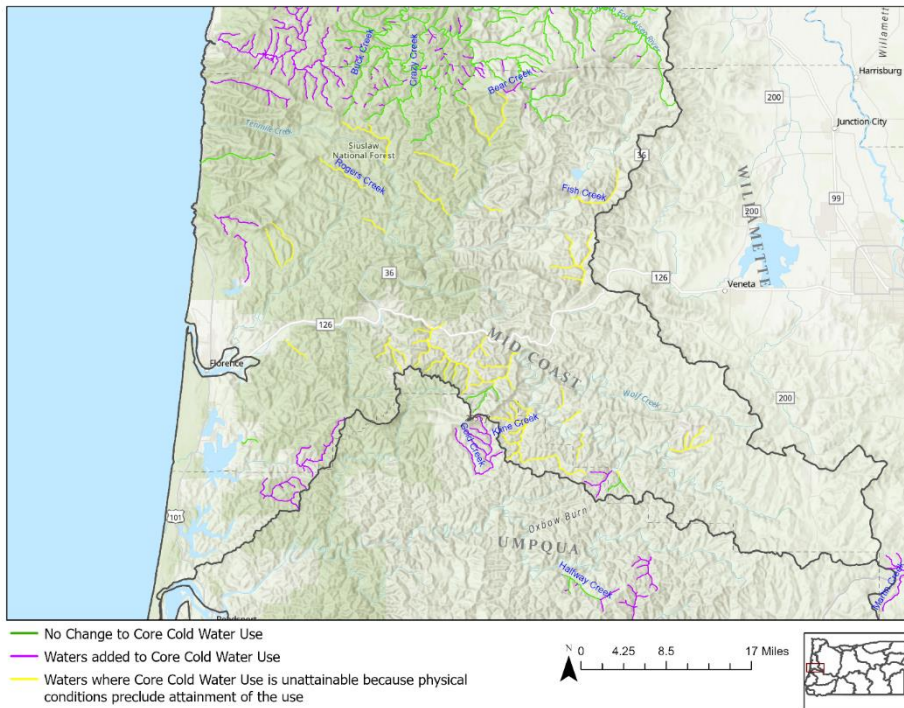 Buck Creek
Crazy Creek
Bear Creek
Willamette
Harrisburg
200
Junction City
Tenmile Creek
Siuslaw
National Forest
36
Rogers Creek
Fish Creek
99
200
WILLAMETTE
36
126
Veneta
126
MID COAST
Florence
Wolf Creek
200
Kline Creek
Gold Creek
101
Oxbow Burn
UMPQUA
Halfway Creek
Martin Creek
Reedsport
No Change to Core Cold Water Use
Waters added to Core Cold Water Use
Waters where Core Cold Water Use is unattainable because physical
conditions preclude attainment of the use
N
0 4.25 8.5 17 Miles